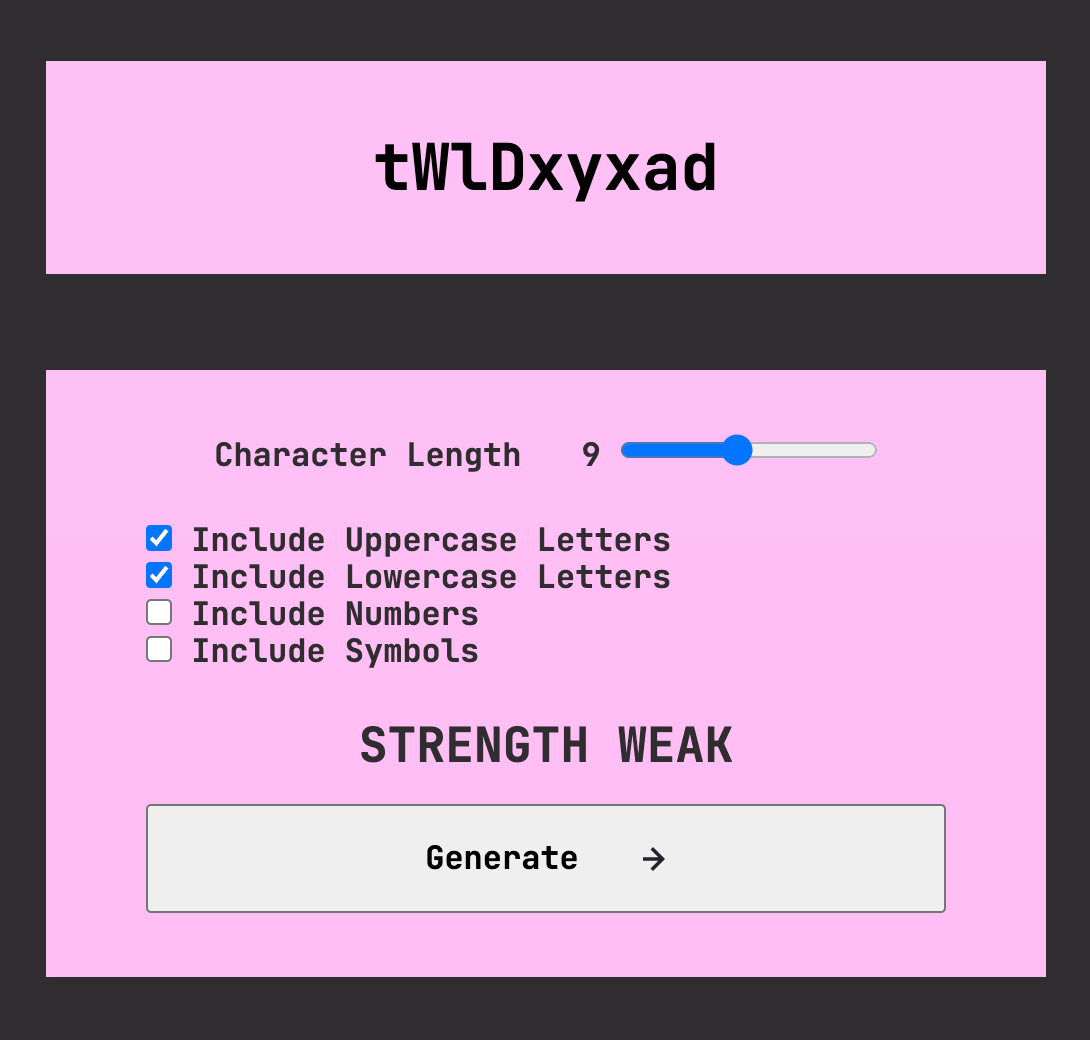 tWlDxyxad
Character Length 9
Include Uppercase Letters
Include Lowercase Letters
Include Numbers
Include Symbols
STRENGTH WEAK
Generate →